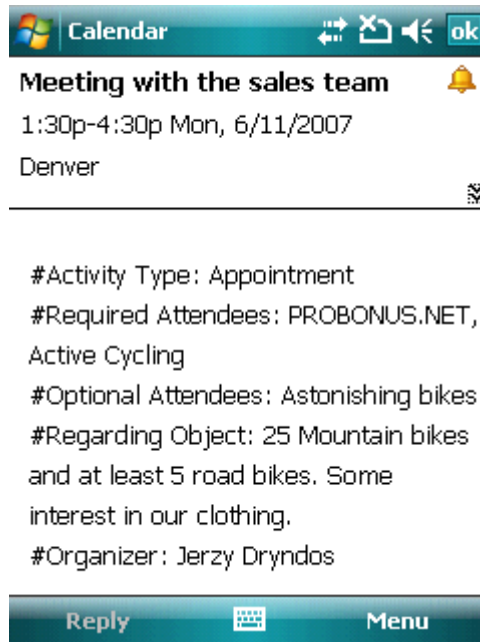 Calendar
ok
Meeting with the sales team
1:30p-4:30p Mon, 6/11/2007
Denver
#Activity Type: Appointment
#Required Attendees: PROBONUS.NET,
Active Cycling
#Optional Attendees: Astonishing bikes
#Regarding Object: 25 Mountain bikes
and at least 5 road bikes. Some
interest in our clothing.
#Organizer: Jerzy Dryndos
Reply
Menu